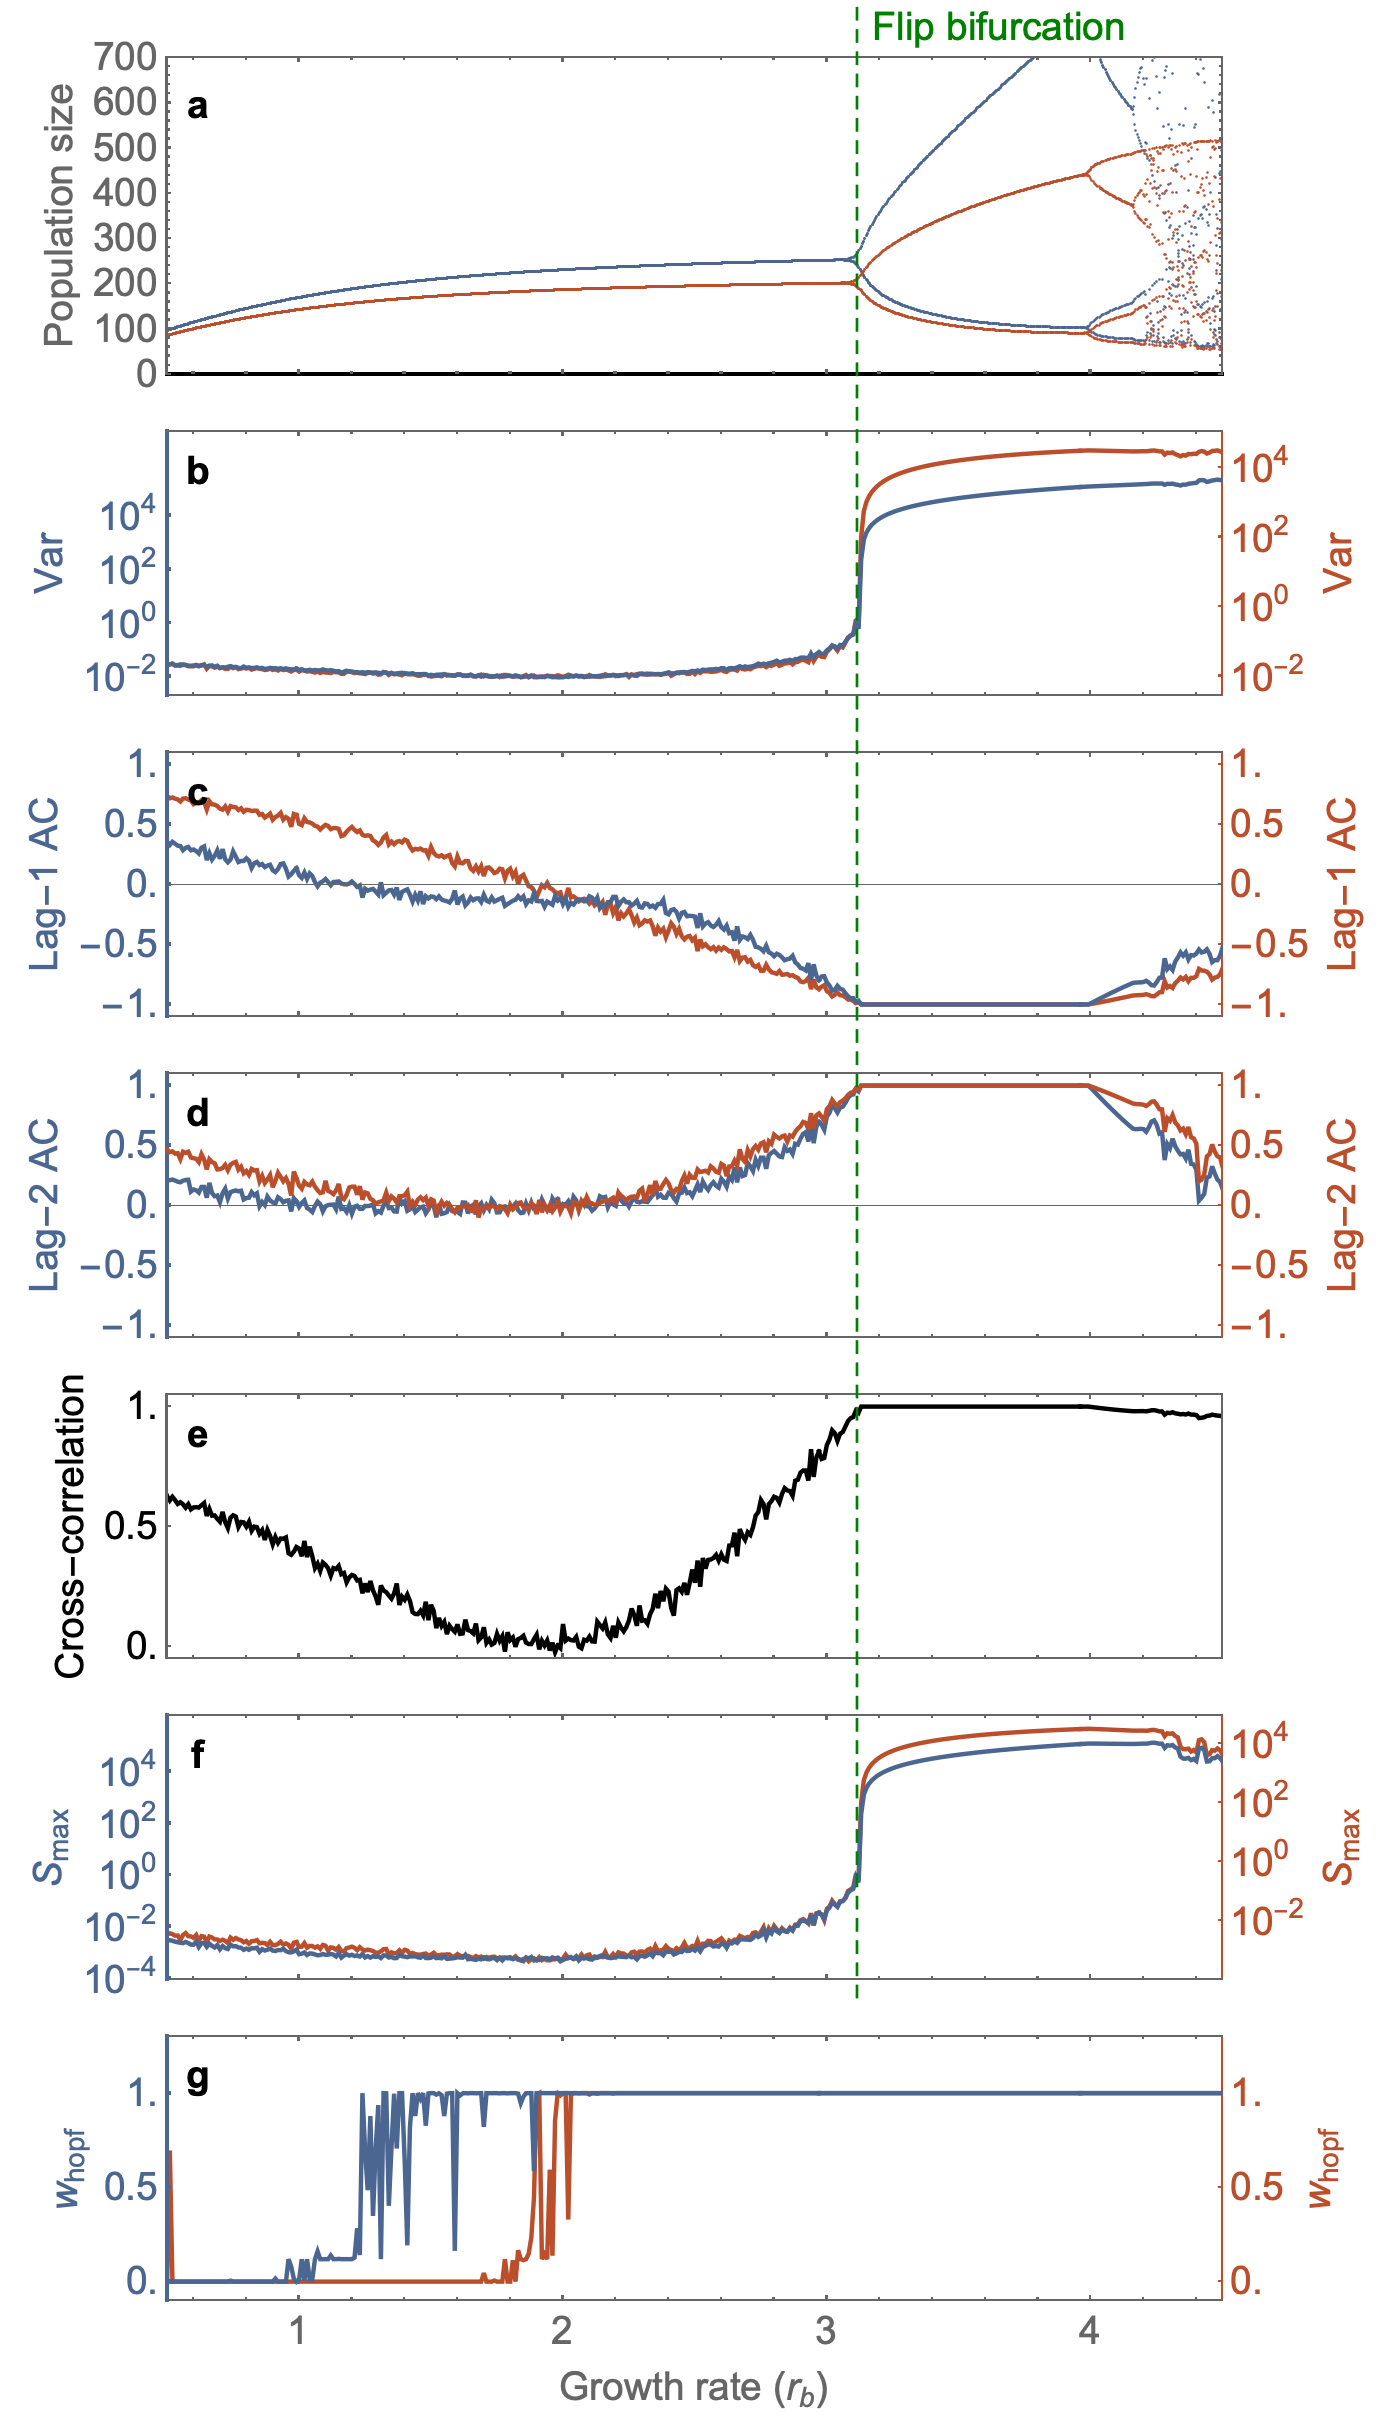 Flip bifurcation
a
Population size
700
600
500
400
300
200
100
0
b
Var
10^4
10^2
10^0
10^−2
10^4
10^2
10^0
10^−2
Var
c
Lag−1 AC
1.
0.5
0.
−0.5
−1.
1.
0.5
0.
−0.5
−1.
Lag−1 AC
d
Lag−2 AC
1.
0.5
0.
−0.5
−1.
1.
0.5
0.
−0.5
−1.
Lag−2 AC
e
Cross−correlation
1.
0.5
0.
f
S_max
10^4
10^2
10^0
10^−2
10^−4
10^4
10^2
10^0
10^−2
S_max
g
w_hopf
1.
0.5
0.
1.
0.5
0.
w_hopf
1 2 3 4
Growth rate (r_b)